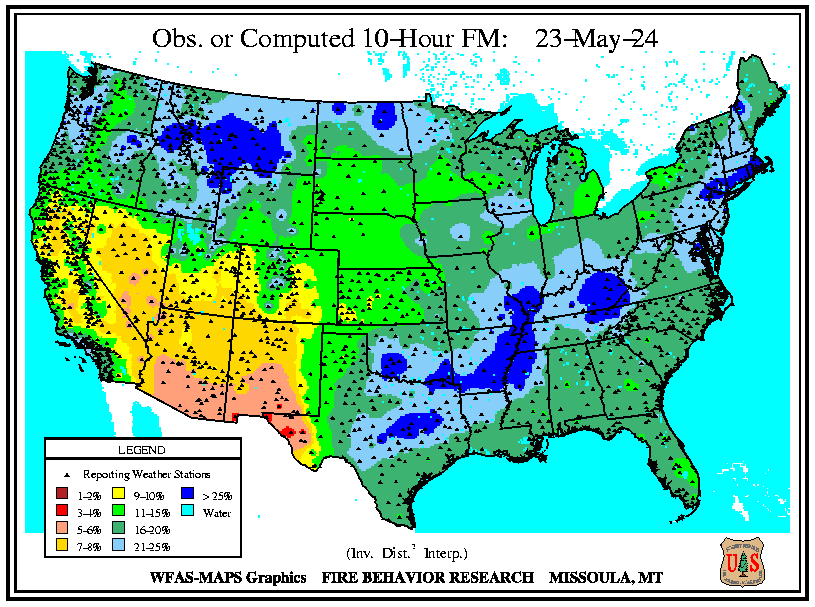 Obs. or Computed 10-Hour FM: 23-May-24
LEGEND
Reporting Weather Stations
1-2% 9-10% > 25%
3-4% 11-15% Water
5-6% 16-20%
7-8% 21-25%
(Inv. Dist.² Interp.)
WFAS-MAPS Graphics FIRE BEHAVIOR RESEARCH MISSOULA, MT
U S